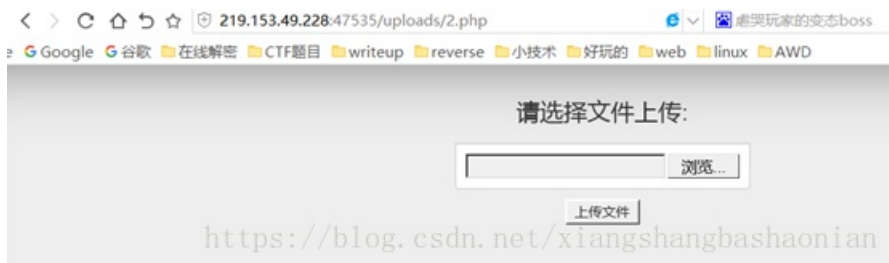 219.153.49.228:47535/uploads/2.php 虐哭玩家的变态boss
e Google 谷歌 在线解密 CTF题目 writeup reverse 小技术 好玩的 web linux AWD
请选择文件上传:
浏览...
上传文件
https://blog.csdn.net/xiangshangbashaonian